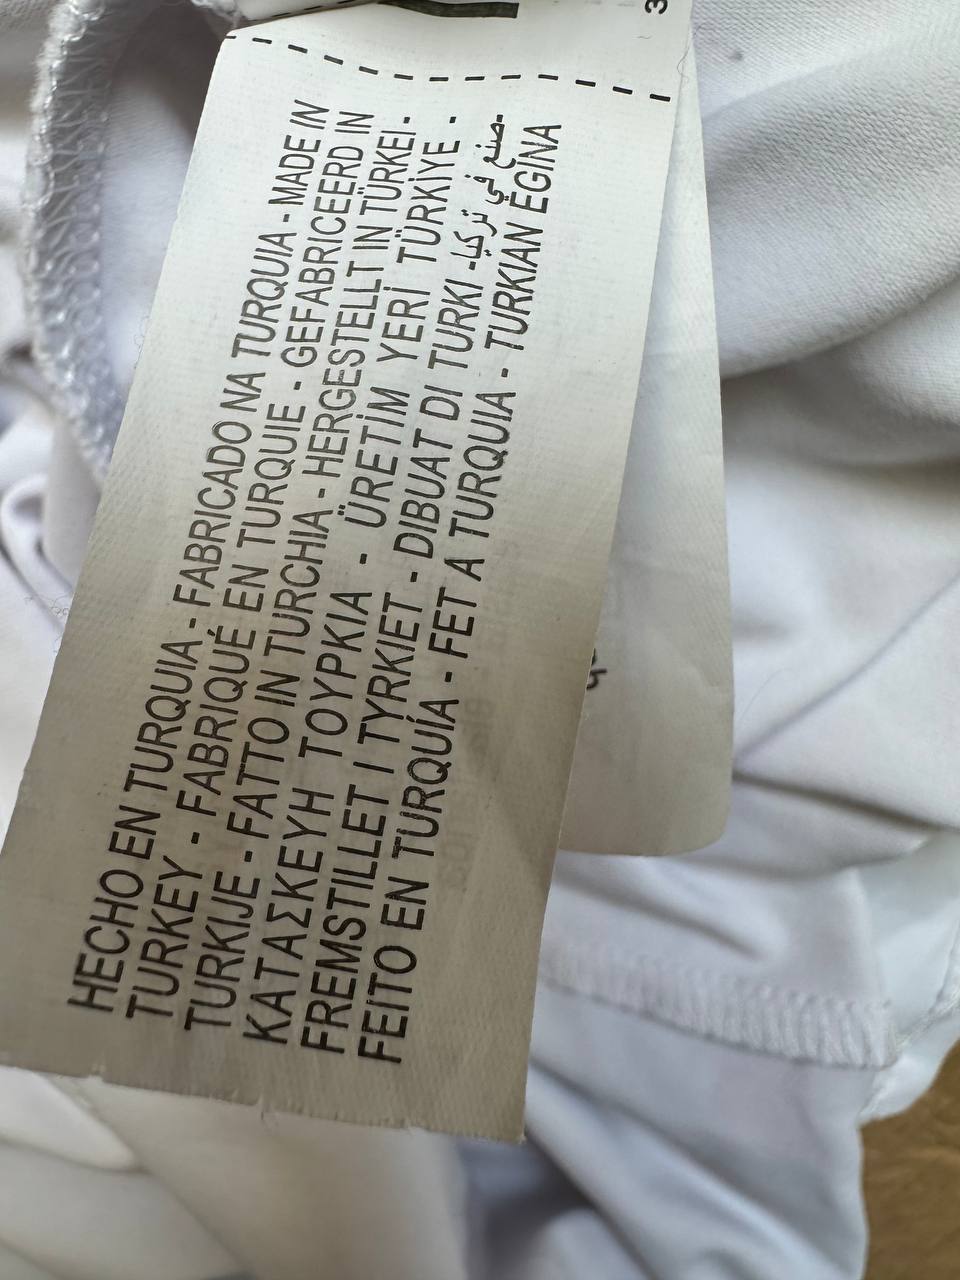 3
HECHO EN TURQUIA - FABRICADO NA TURQUIA - MADE IN
TURKEY - FABRIQUÉ EN TURQUIE - GEFABRICEERD IN
TURKIJE - FATTO IN TURCHIA - HERGESTELLT IN TÜRKEI -
ΚΑΤΑΣΚΕΥΗ ΤΟΥΡΚΙΑ - ÜRETİM YERİ TÜRKİYE -
FREMSTILLET I TYRKIET - DIBUAT DI TURKI -صنع في تركيا-
FEITO EN TURQUÍA - FET A TURQUIA - TURKIAN EGINA